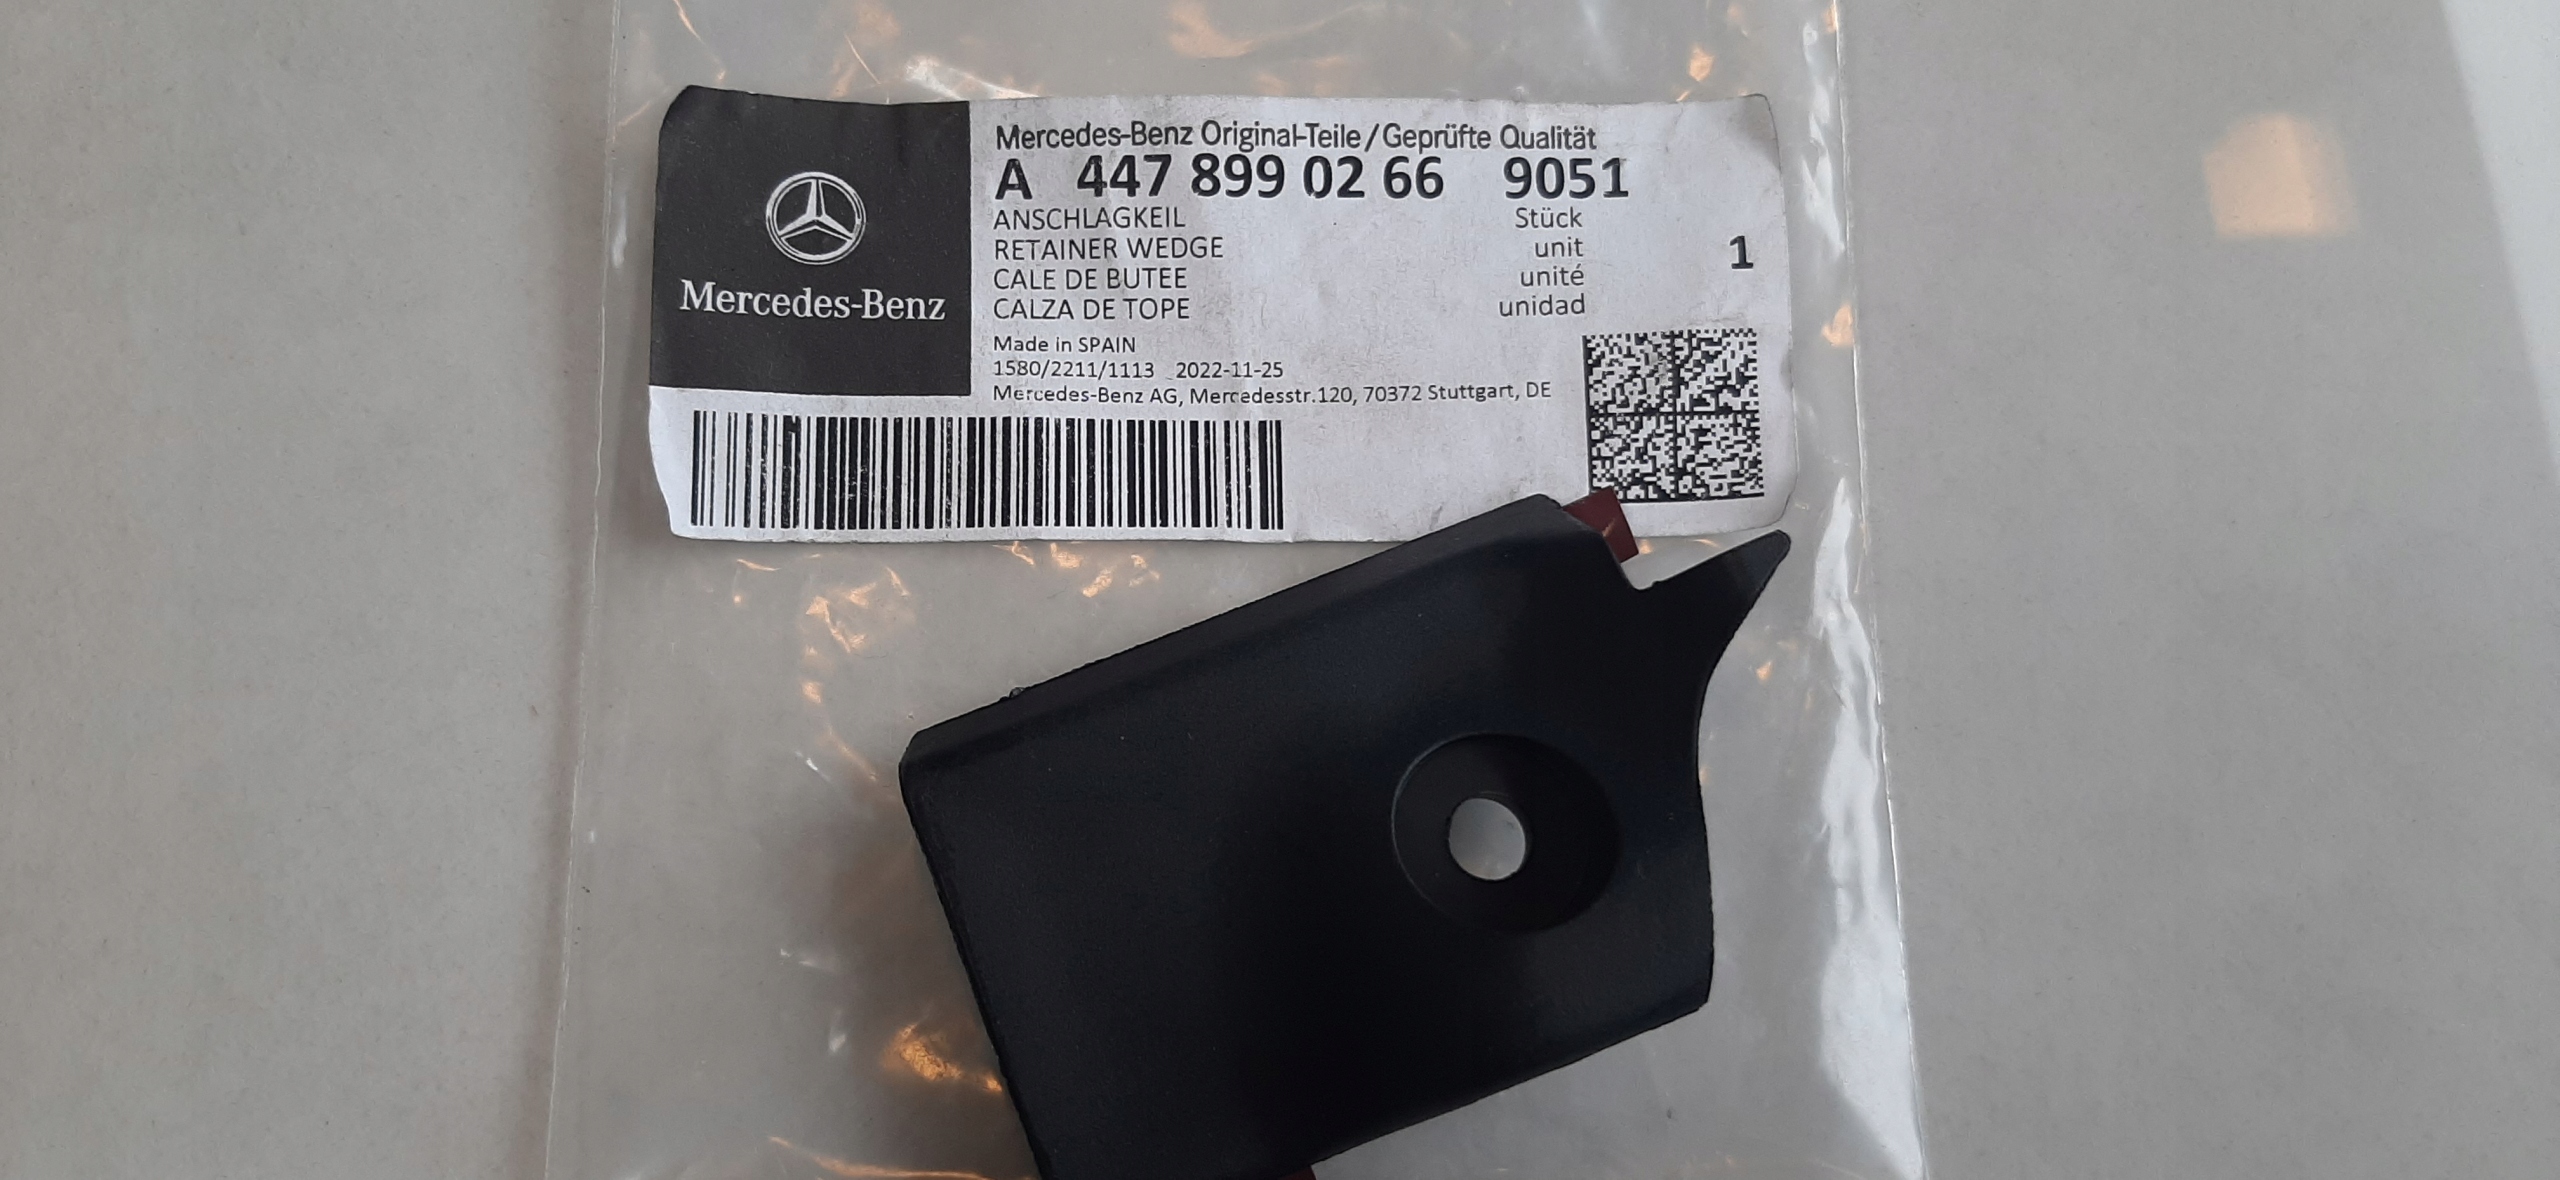 Mercedes-Benz
Mercedes-Benz Original-Teile / Geprüfte Qualität
A 447 899 02 66 9051
ANSCHLAGKEIL Stück
RETAINER WEDGE unit 1
CALE DE BUTEE unité
CALZA DE TOPE unidad
Made in SPAIN
1580/2211/1113 2022-11-25
Mercedes-Benz AG, Mercedesstr.120, 70372 Stuttgart, DE